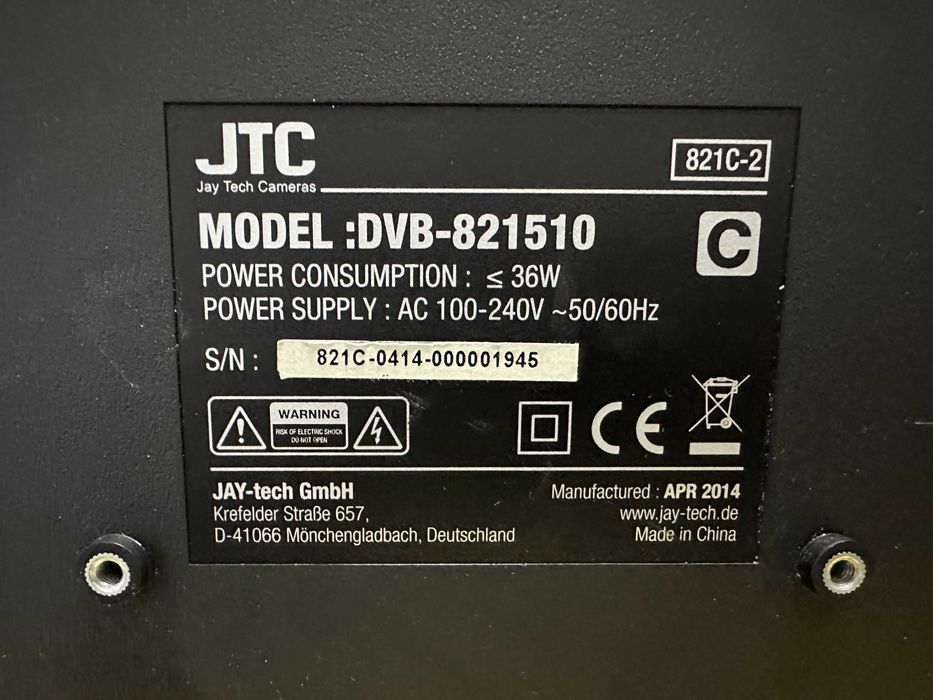 JTC
Jay Tech Cameras
821C-2
MODEL :DVB-821510
C
POWER CONSUMPTION : ≤ 36W
POWER SUPPLY : AC 100-240V ~50/60Hz
S/N : 821C-0414-000001945
WARNING
RISK OF ELECTRIC SHOCK
DO NOT OPEN
CE
JAY-tech GmbH
Krefelder Straße 657,
D-41066 Mönchengladbach, Deutschland
Manufactured : APR 2014
www.jay-tech.de
Made in China